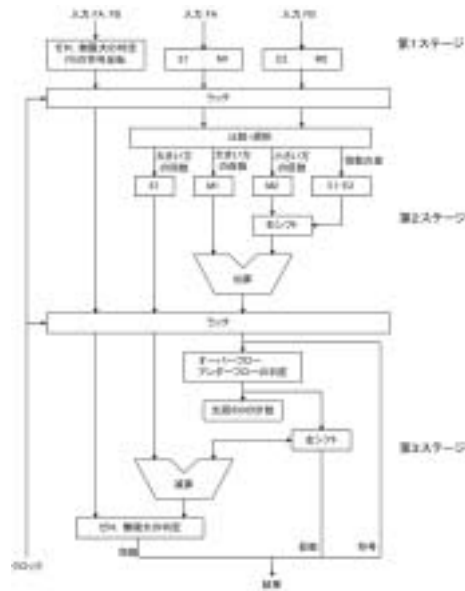 入力 FA, FB
入力 FA
入力 FB
第1ステージ
ゼロ、無限大の判定
FBの符号反転
E1
M1
E2
M2
ラッチ
比較・選択
大きい方
の指数
大きい方
の仮数
小さい方
の仮数
指数の差
E1
M1
M2
E1-E2
第2ステージ
右シフト
加算
ラッチ
オーバーフロー
アンダーフローの判定
先頭の0の計数
左シフト
第3ステージ
減算
ゼロ、無限大の判定
指数
仮数
符号
クロック
結果